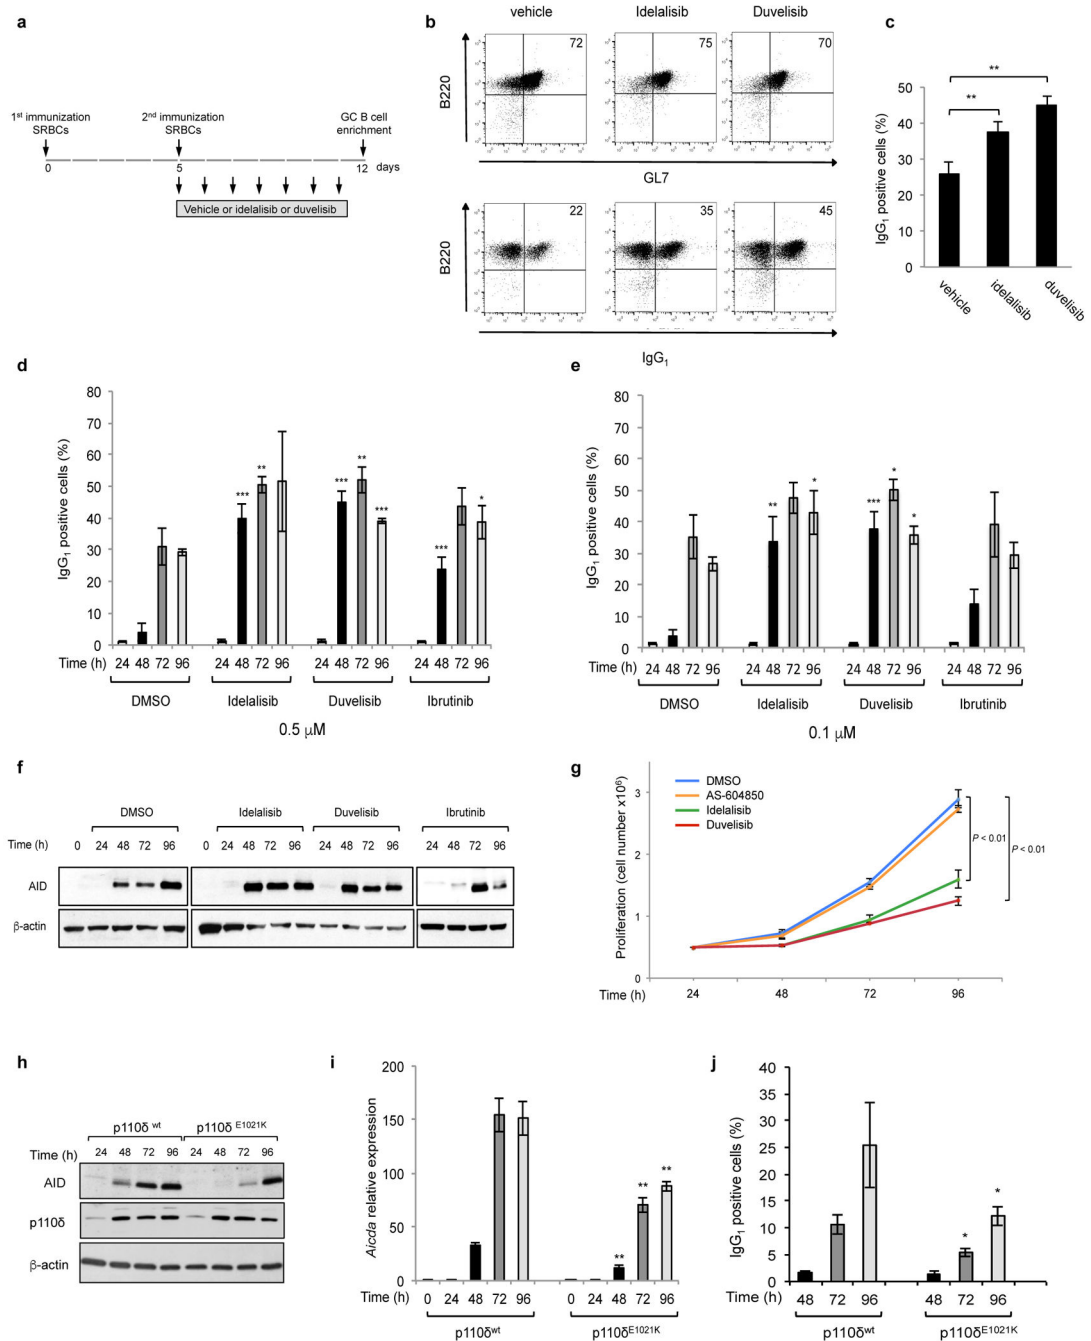 a
1st immunization
SRBCs
2nd immunization
SRBCs
GC B cell
enrichment
0
5
12 days
Vehicle or idelalisib or duvelisib
b
vehicle Idelalisib Duvelisib
B220
72
75
70
GL7
B220
22
35
45
IgG1
c
IgG1 positive cells (%)
50
40
30
20
10
0
**
**
vehicle
idelalisib
duvelisib
d
IgG1 positive cells (%)
80
70
60
50
40
30
20
10
0
*** ** *** ** *** *** *
Time (h) 24 48 72 96 24 48 72 96 24 48 72 96 24 48 72 96
DMSO Idelalisib Duvelisib Ibrutinib
0.5 μM
e
IgG1 positive cells (%)
80
70
60
50
40
30
20
10
0
** * *** * *
Time (h) 24 48 72 96 24 48 72 96 24 48 72 96 24 48 72 96
DMSO Idelalisib Duvelisib Ibrutinib
0.1 μM
f
DMSO Idelalisib Duvelisib Ibrutinib
Time (h) 0 24 48 72 96 0 24 48 72 96 24 48 72 96 24 48 72 96
AID
β-actin
g
Proliferation (cell number x10⁶)
3
2
1
0
DMSO
AS-604850
Idelalisib
Duvelisib
P < 0.01
P < 0.01
Time (h) 24 48 72 96
h
p110δ wt p110δ E1021K
Time (h) 24 48 72 96 24 48 72 96
AID
p110δ
β-actin
i
Aicda relative expression
200
150
100
50
0
** ** **
Time (h) 0 24 48 72 96 0 24 48 72 96
p110δwt p110δE1021K
j
IgG1 positive cells (%)
40
35
30
25
20
15
10
5
0
* *
Time (h) 48 72 96 48 72 96
p110δwt p110δE1021K